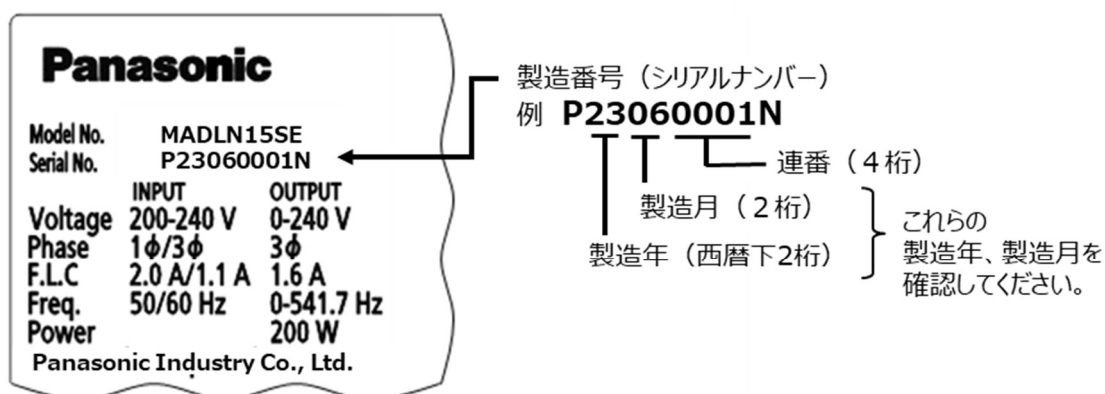 Panasonic
Model No. MADLN15SE
Serial No. P23060001N
INPUT OUTPUT
Voltage 200-240 V 0-240 V
Phase 1ϕ/3ϕ 3ϕ
F.L.C 2.0 A/1.1 A 1.6 A
Freq. 50/60 Hz 0-541.7 Hz
Power 200 W
Panasonic Industry Co., Ltd.
製造番号（シリアルナンバー）
例 P23060001N
連番（４桁）
製造月（２桁）
製造年（西暦下2桁）
これらの
製造年、製造月を
確認してください。